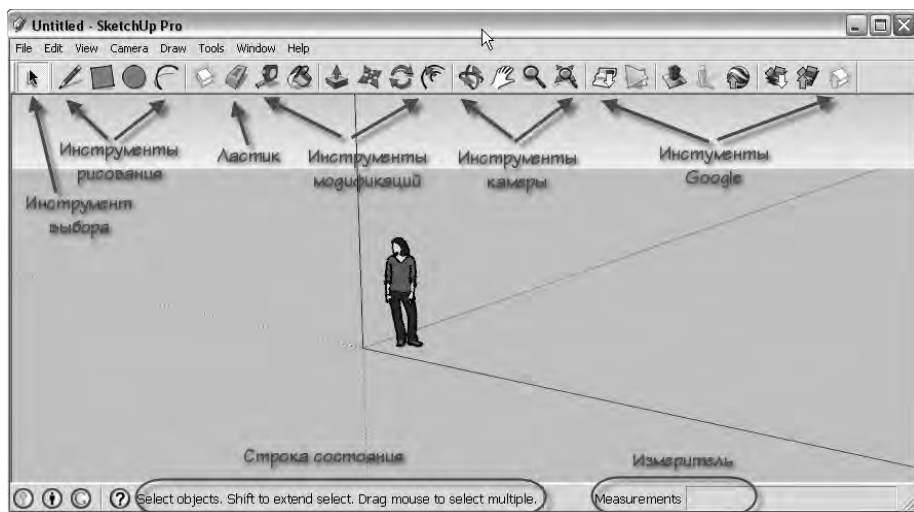 Untitled - SketchUp Pro
File Edit View Camera Draw Tools Window Help
Инструменты
рисования
Ластик
Инструменты
модификаций
Инструменты
камеры
Инстументы
Google
Инструмент
выбора
Строка состояния
Измеритель
Select objects. Shift to extend select. Drag mouse to select multiple.
Measurements